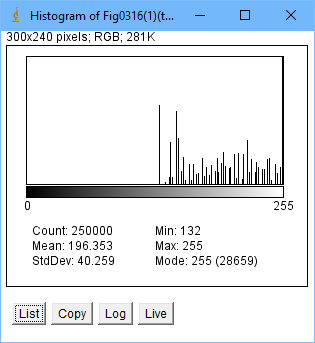 Histogram of Fig0316(1)(t...
300x240 pixels; RGB; 281K
0 255
Count: 250000 Min: 132
Mean: 196.353 Max: 255
StdDev: 40.259 Mode: 255 (28659)
List Copy Log Live